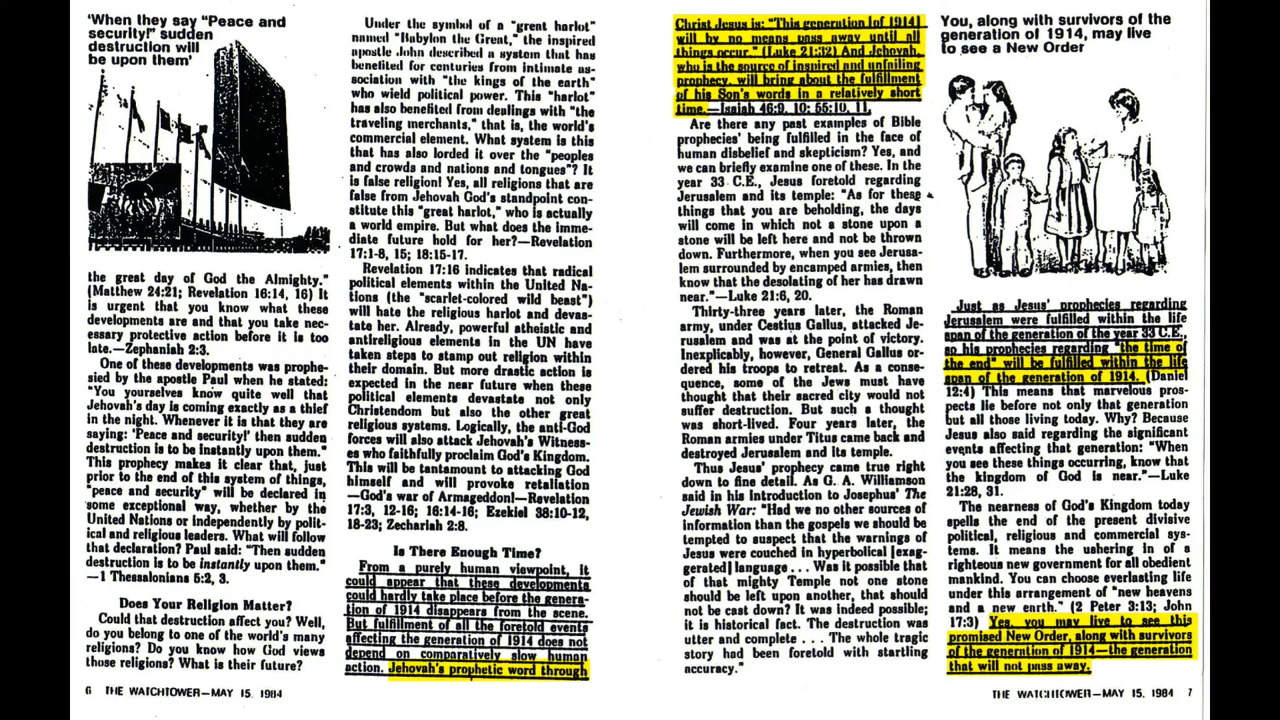 'When they say "Peace and
security!" sudden
destruction will
be upon them'
the great day of God the Almighty."
(Matthew 24:21; Revelation 16:14, 16) It
is urgent that you know what these
developments are and that you take nec-
essary protective action before it is too
late.—Zephaniah 2:3.
One of these developments was prophe-
sied by the apostle Paul when he stated:
"You yourselves know quite well that
Jehovah's day is coming exactly as a thief
in the night. Whenever it is that they are
saying: 'Peace and security!' then sudden
destruction is to be instantly upon them."
This prophecy makes it clear that, just
prior to the end of this system of things,
"peace and security" will be declared in
some exceptional way, whether by the
United Nations or independently by polit-
ical and religious leaders. What will follow
that declaration? Paul said: "Then sudden
destruction is to be instantly upon them."
—1 Thessalonians 5:2, 3.
Does Your Religion Matter?
Could that destruction affect you? Well,
do you belong to one of the world's many
religions? Do you know how God views
those religions? What is their future?
6 THE WATCHTOWER—MAY 15, 1984
Under the symbol of a "great harlot"
named "Babylon the Great," the inspired
apostle John described a system that has
benefited for centuries from intimate as-
sociation with "the kings of the earth"
who wield political power. This "harlot"
has also benefited from dealings with "the
traveling merchants," that is, the world's
commercial element. What system is this
that has also lorded it over the "peoples
and crowds and nations and tongues"? It
is false religion! Yes, all religions that are
false from Jehovah God's standpoint con-
stitute this "great harlot," who is actually
a world empire. But what does the imme-
diate future hold for her?—Revelation
17:1-8, 15; 18:15-17.
Revelation 17:16 indicates that radical
political elements within the United Na-
tions (the "scarlet-colored wild beast")
will hate the religious harlot and devas-
tate her. Already, powerful atheistic and
antireligious elements in the UN have
taken steps to stamp out religion within
their domain. But more drastic action is
expected in the near future when these
political elements devastate not only
Christendom but also the other great
religious systems. Logically, the anti-God
forces will also attack Jehovah's Witness-
es who faithfully proclaim God's Kingdom.
This will be tantamount to attacking God
himself and will provoke retaliation
—God's war of Armageddon!—Revelation
17:3, 12-16; 16:14-16; Ezekiel 38:10-12,
18-23; Zechariah 2:8.
Is There Enough Time?
From a purely human viewpoint, it
could appear that these developments
could hardly take place before the genera-
tion of 1914 disappears from the scene.
But fulfillment of all the foretold events
affecting the generation of 1914 does not
depend on comparatively slow human
action. Jehovah's prophetic word through
Christ Jesus is: "This generation [of 1914]
will by no means pass away until all
things occur." (Luke 21:32) And Jehovah,
who is the source of inspired and unfailing
prophecy, will bring about the fulfillment
of his Son's words in a relatively short
time.—Isaiah 46:9, 10; 55:10, 11.
Are there any past examples of Bible
prophecies' being fulfilled in the face of
human disbelief and skepticism? Yes, and
we can briefly examine one of these. In the
year 33 C.E., Jesus foretold regarding
Jerusalem and its temple: "As for these
things that you are beholding, the days
will come in which not a stone upon a
stone will be left here and not be thrown
down. Furthermore, when you see Jerusa-
lem surrounded by encamped armies, then
know that the desolating of her has drawn
near."—Luke 21:6, 20.
Thirty-three years later, the Roman
army, under Cestius Gallus, attacked Je-
rusalem and was at the point of victory.
Inexplicably, however, General Gallus or-
dered his troops to retreat. As a conse-
quence, some of the Jews must have
thought that their sacred city would not
suffer destruction. But such a thought
was short-lived. Four years later, the
Roman armies under Titus came back and
destroyed Jerusalem and its temple.
Thus Jesus' prophecy came true right
down to fine detail. As G. A. Williamson
said in his introduction to Josephus' The
Jewish War: "Had we no other sources of
information than the gospels we should be
tempted to suspect that the warnings of
Jesus were couched in hyperbolical [exag-
gerated] language . . . Was it possible that
of that mighty Temple not one stone
should be left upon another, that should
not be cast down? It was indeed possible;
it is historical fact. The destruction was
utter and complete . . . The whole tragic
story had been foretold with startling
accuracy."
You, along with survivors of the
generation of 1914, may live
to see a New Order
Just as Jesus' prophecies regarding
Jerusalem were fulfilled within the life
span of the generation of the year 33 C.E.,
so his prophecies regarding "the time of
the end" will be fulfilled within the life
span of the generation of 1914. (Daniel
12:4) This means that marvelous pros-
pects lie before not only that generation
but all those living today. Why? Because
Jesus also said regarding the significant
events affecting that generation: "When
you see these things occurring, know that
the kingdom of God is near."—Luke
21:28, 31.
The nearness of God's Kingdom today
spells the end of the present divisive
political, religious and commercial sys-
tems. It means the ushering in of a
righteous new government for all obedient
mankind. You can choose everlasting life
under this arrangement of "new heavens
and a new earth." (2 Peter 3:13; John
17:3) Yes, you may live to see this
promised New Order, along with survivors
of the generation of 1914—the generation
that will not pass away.
THE WATCHTOWER—MAY 15, 1984 7